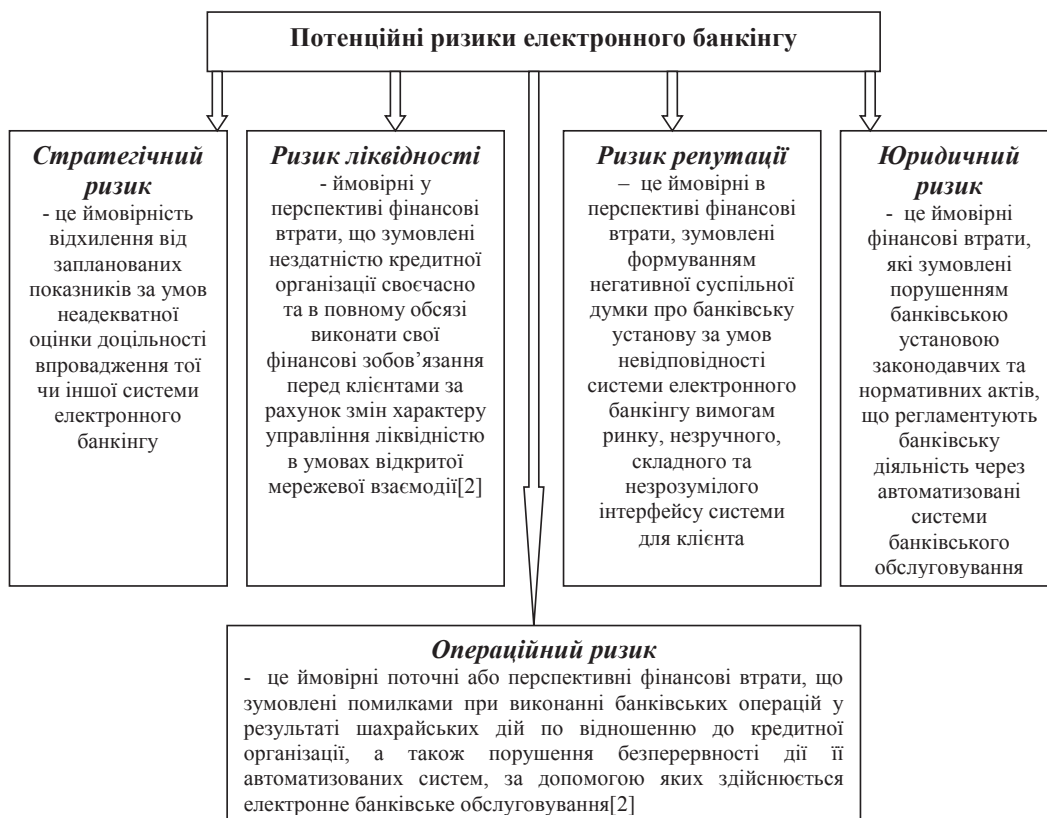 Потенційні ризики електронного банкінгу
Стратегічний
ризик
- це ймовірність
відхилення від
запланованих
показників за умов
неадекватної
оцінки доцільності
впровадження тої
чи іншої системи
електронного
банкінгу
Ризик ліквідності
- ймовірні у
перспективі фінансові
втрати, що зумовлені
нездатністю кредитної
організації своєчасно
та в повному обсязі
виконати свої
фінансові зобов’язання
перед клієнтами за
рахунок змін характеру
управління ліквідністю
в умовах відкритої
мережевої взаємодії[2]
Ризик репутації
– це ймовірні в
перспективі фінансові
втрати, зумовлені
формуванням
негативної суспільної
думки про банківську
установу за умов
невідповідності
системи електронного
банкінгу вимогам
ринку, незручного,
складного та
незрозумілого
інтерфейсу системи
для клієнта
Юридичний
ризик
- це ймовірні
фінансові втрати,
які зумовлені
порушенням
банківською
установою
законодавчих та
нормативних актів,
що регламентують
банківську
діяльність через
автоматизовані
системи
банківського
обслуговування
Операційний ризик
- це ймовірні поточні або перспективні фінансові втрати, що
зумовлені помилками при виконанні банківських операцій у
результаті шахрайських дій по відношенню до кредитної
організації, а також порушення безперервності дії її
автоматизованих систем, за допомогою яких здійснюється
електронне банківське обслуговування[2]